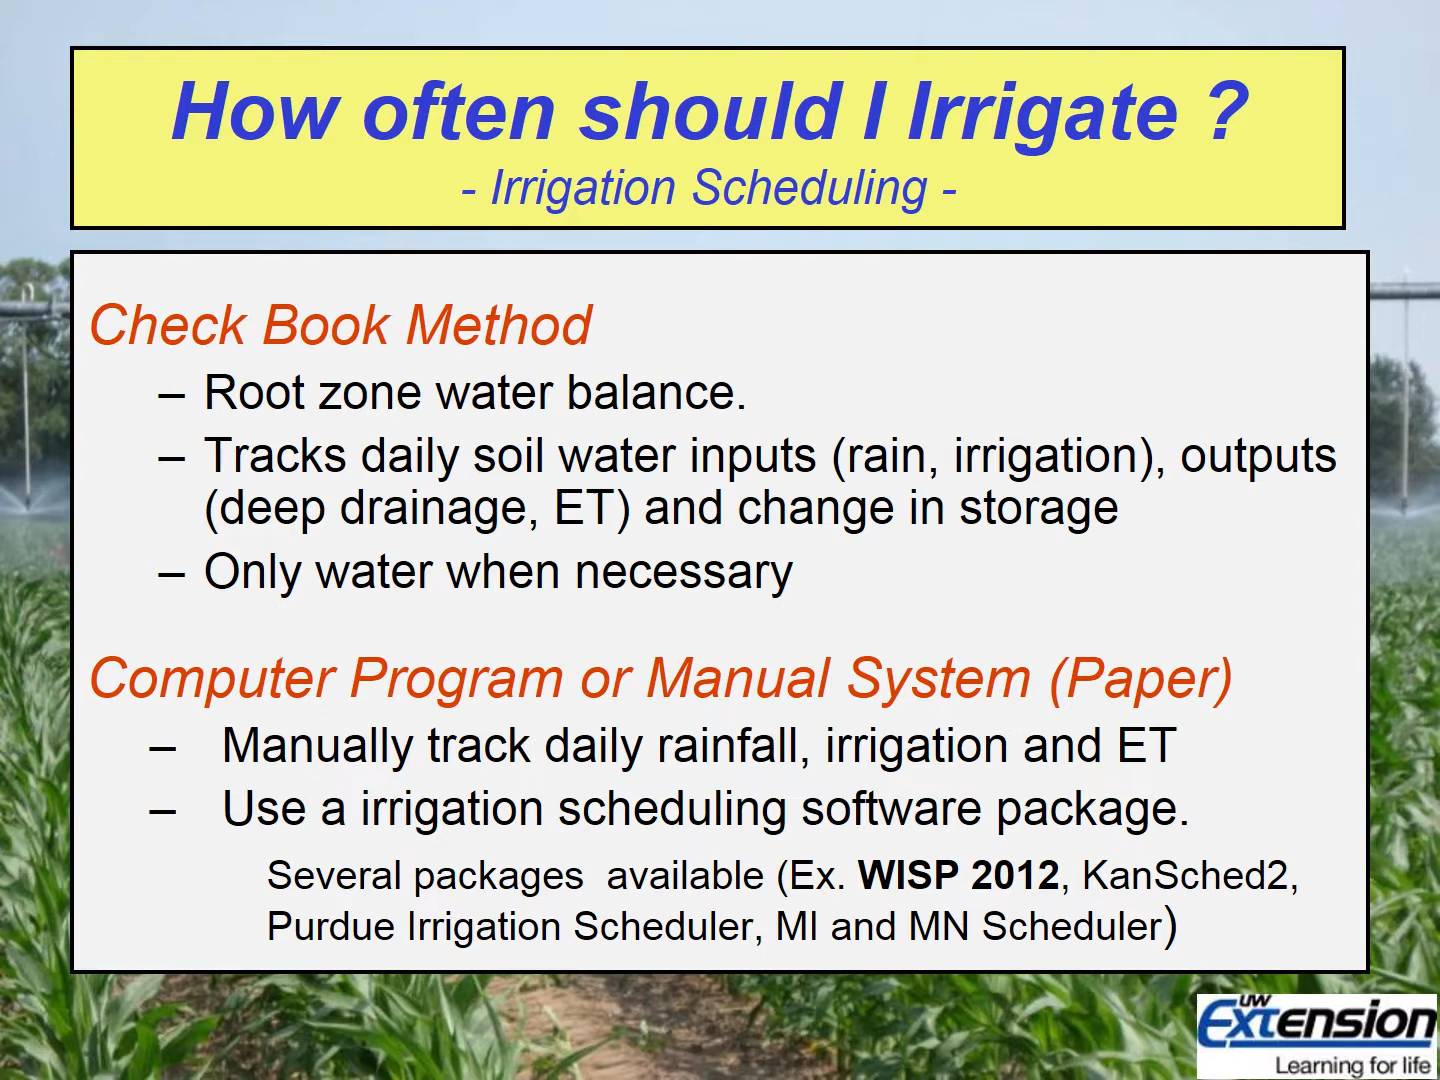 How often should I Irrigate ?
- Irrigation Scheduling -
Check Book Method
– Root zone water balance.
– Tracks daily soil water inputs (rain, irrigation), outputs
(deep drainage, ET) and change in storage
– Only water when necessary
Computer Program or Manual System (Paper)
– Manually track daily rainfall, irrigation and ET
– Use a irrigation scheduling software package.
Several packages available (Ex. WISP 2012, KanSched2,
Purdue Irrigation Scheduler, MI and MN Scheduler)
UW
Extension
Learning for life